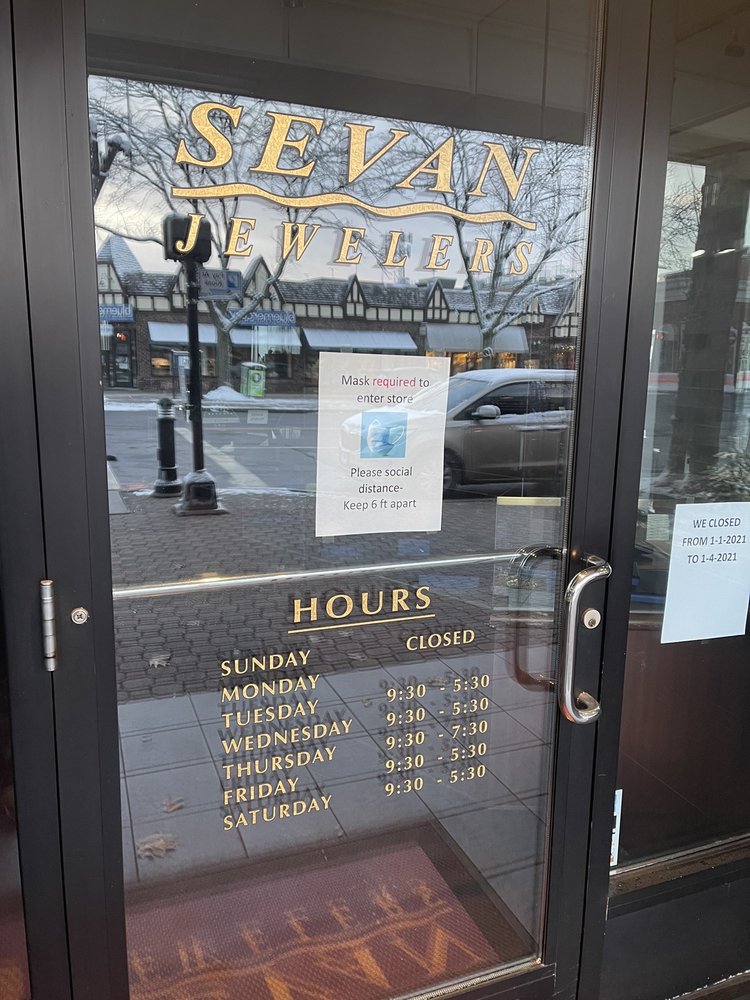 SEVAN
JEWELERS
Mask required to
enter store
Please social
distance-
Keep 6 ft apart
WE CLOSED
FROM 1-1-2021
TO 1-4-2021
HOURS
SUNDAY CLOSED
MONDAY
TUESDAY 9:30 - 5:30
WEDNESDAY 9:30 - 5:30
THURSDAY 9:30 - 7:30
FRIDAY 9:30 - 5:30
SATURDAY 9:30 - 5:30